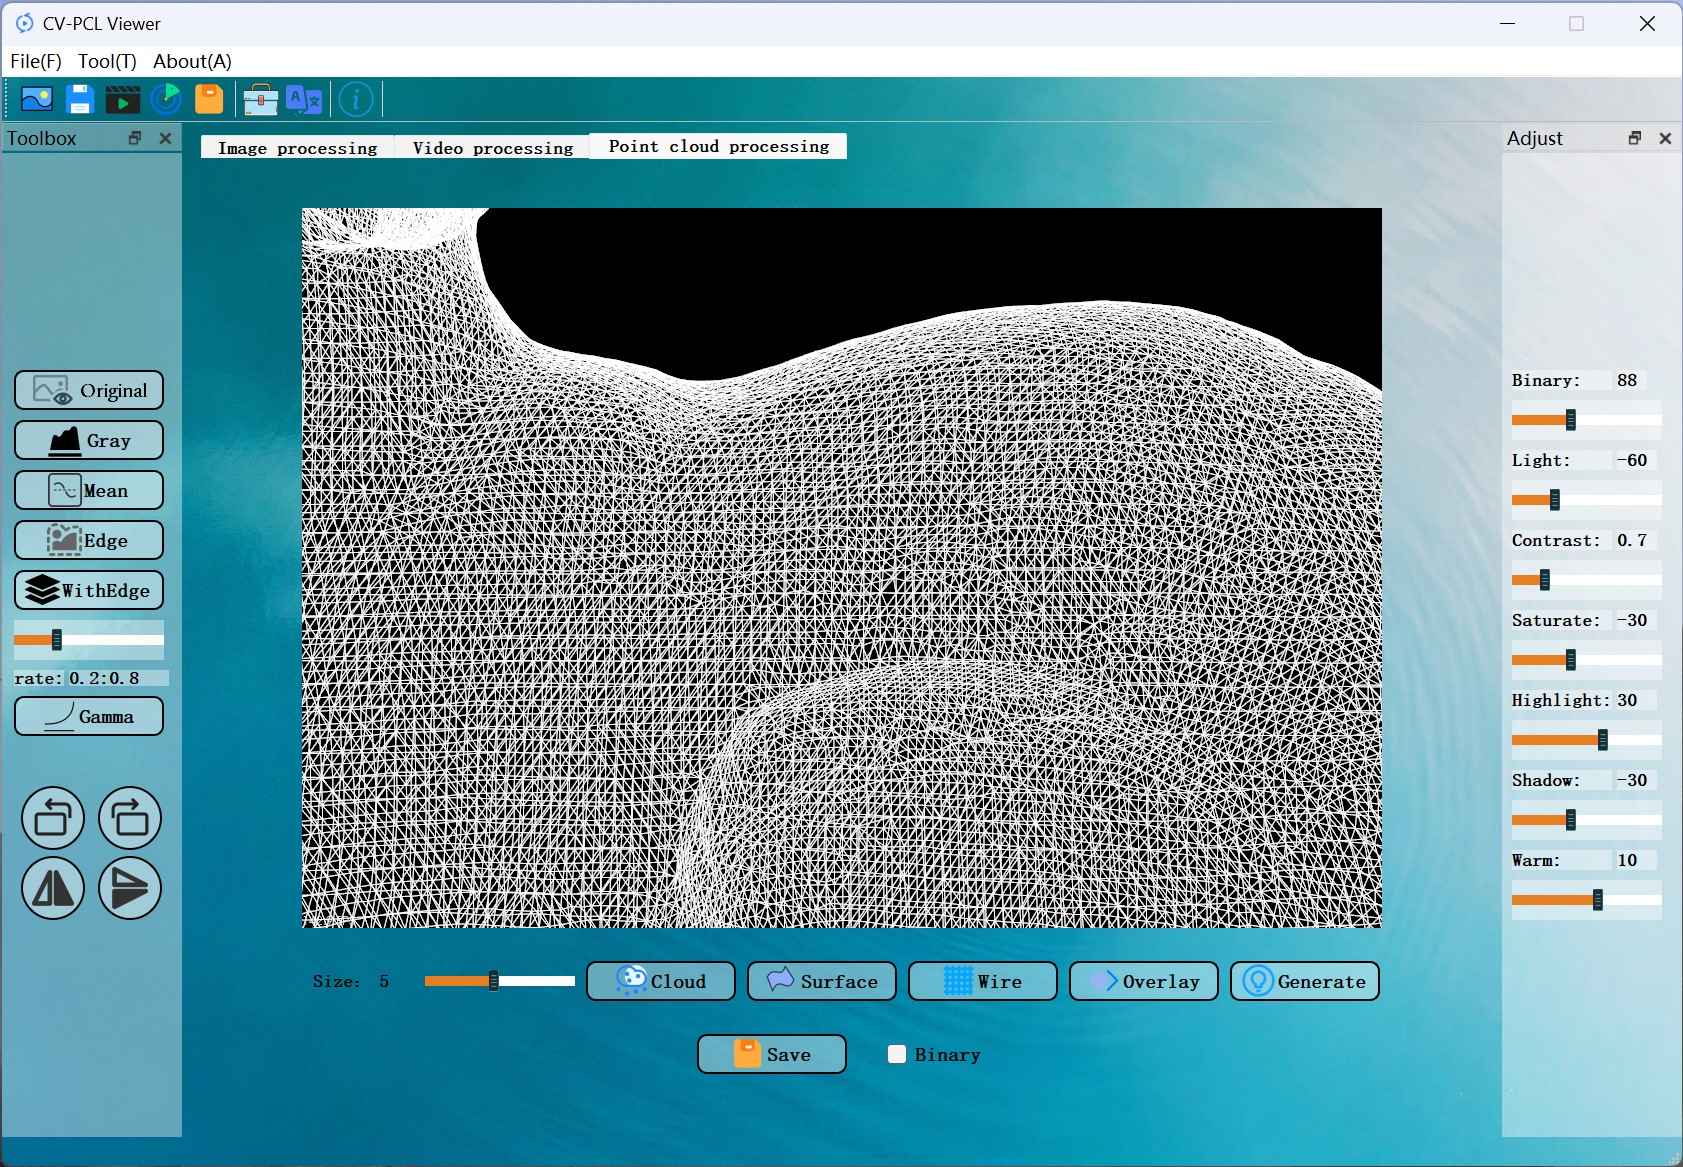 CV-PCL Viewer
File(F) Tool(T) About(A)
Toolbox
Image processing Video processing Point cloud processing
Adjust
Original
Gray
Mean
Edge
WithEdge
rate: 0.2:0.8
Gamma
Binary: 88
Light: -60
Contrast: 0.7
Saturate: -30
Highlight: 30
Shadow: -30
Warm: 10
Size: 5
Cloud
Surface
Wire
Overlay
Generate
Save
Binary